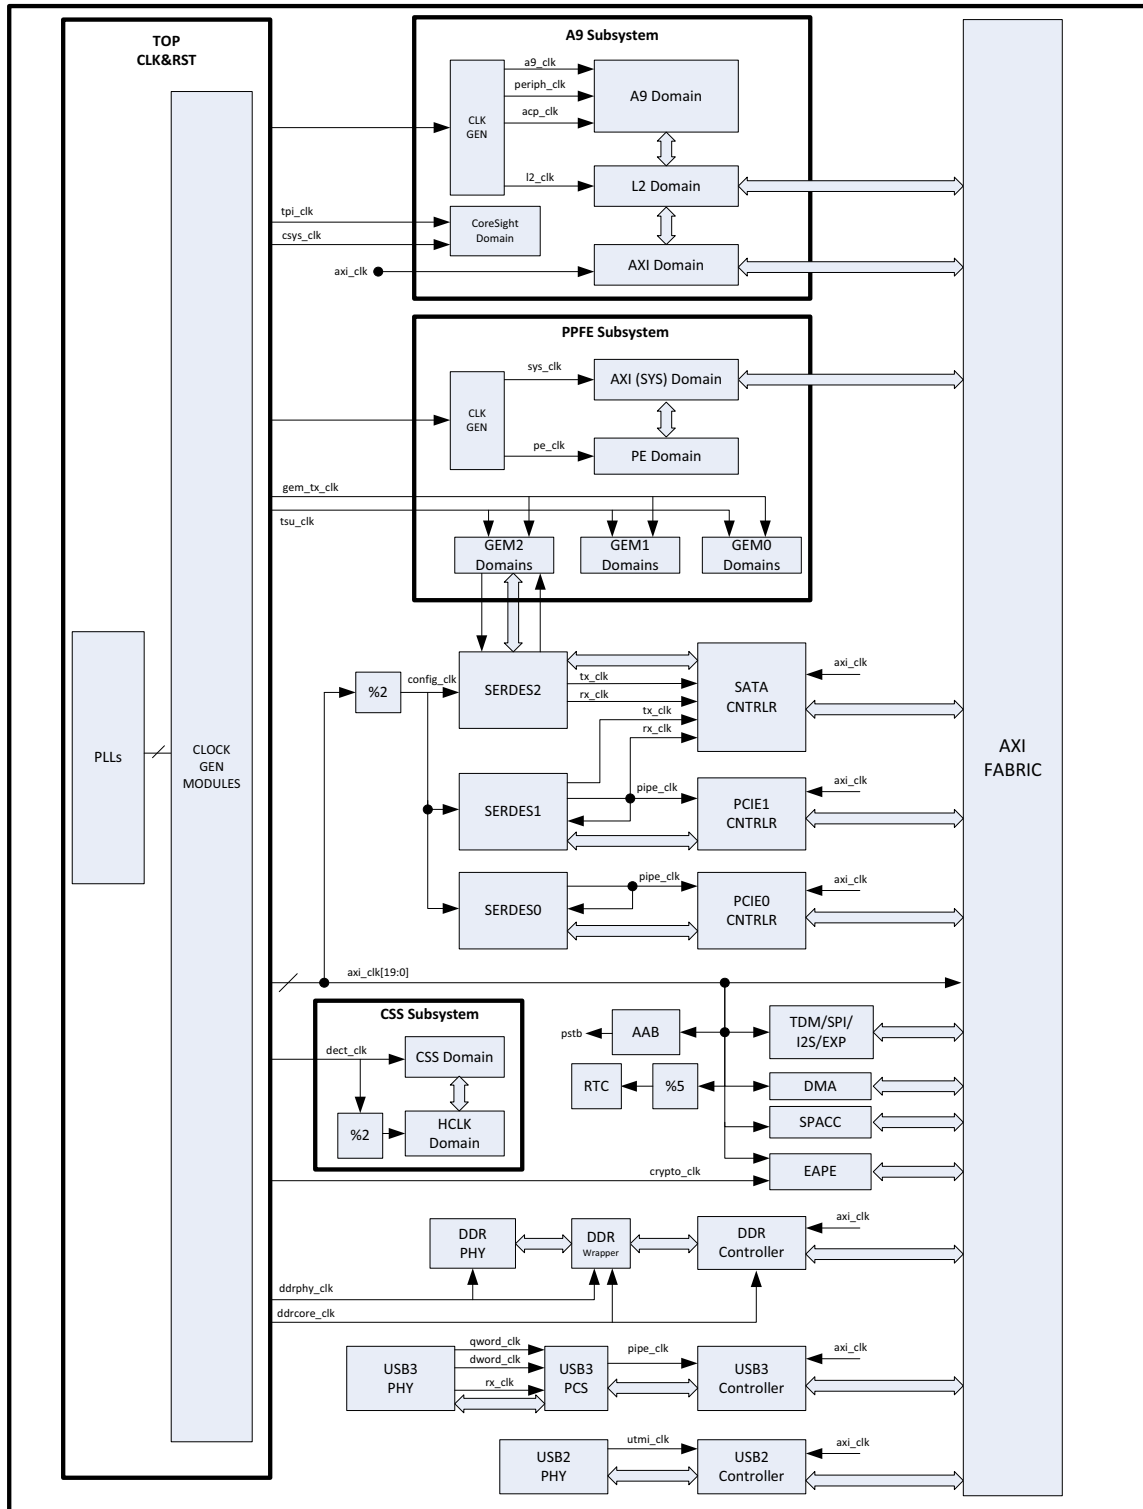 TOP
CLK&RST
PLLs
CLOCK
GEN
MODULES
A9 Subsystem
CLK
GEN
a9_clk
periph_clk
acp_clk
l2_clk
A9 Domain
L2 Domain
tpi_clk
csys_clk
CoreSight
Domain
axi_clk
AXI Domain
PPFE Subsystem
CLK
GEN
sys_clk
AXI (SYS) Domain
pe_clk
PE Domain
gem_tx_clk
tsu_clk
GEM2
Domains
GEM1
Domains
GEM0
Domains
%2
config_clk
SERDES2
tx_clk
rx_clk
tx_clk
rx_clk
SATA
CNTRLR
axi_clk
SERDES1
pipe_clk
PCIE1
CNTRLR
axi_clk
SERDES0
pipe_clk
PCIE0
CNTRLR
axi_clk
AXI
FABRIC
axi_clk[19:0]
CSS Subsystem
dect_clk
CSS Domain
%2
HCLK
Domain
pstb
AAB
TDM/SPI/
I2S/EXP
RTC
%5
DMA
SPACC
crypto_clk
EAPE
DDR
PHY
DDR
Wrapper
DDR
Controller
axi_clk
ddrphy_clk
ddrcore_clk
USB3
PHY
qword_clk
dword_clk
rx_clk
USB3
PCS
pipe_clk
USB3
Controller
axi_clk
USB2
PHY
utmi_clk
USB2
Controller
axi_clk